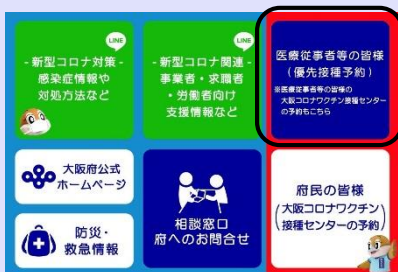 LINE
- 新型コロナ対策 -
感染症情報や
対処方法など
LINE
- 新型コロナ関連 -
事業者・求職者
・労働者向け
支援情報など
医療従事者等の皆様
(優先接種予約)
※医療従事者等の皆様の
大阪コロナワクチン接種センター
の予約もこちら
大阪府公式
ホームページ
防災・
救急情報
相談窓口
府へのお問合せ
府民の皆様
(大阪コロナワクチン
接種センターの予約)